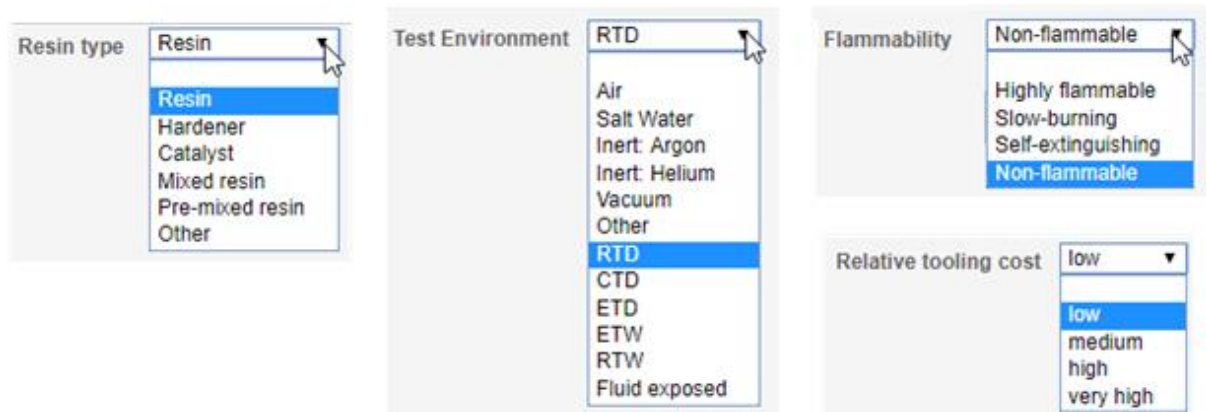 Resin type Resin
Resin
Hardener
Catalyst
Mixed resin
Pre-mixed resin
Other
Test Environment RTD
Air
Salt Water
Inert: Argon
Inert: Helium
Vacuum
Other
RTD
CTD
ETD
ETW
RTW
Fluid exposed
Flammability Non-flammable
Highly flammable
Slow-burning
Self-extinguishing
Non-flammable
Relative tooling cost low
low
medium
high
very high